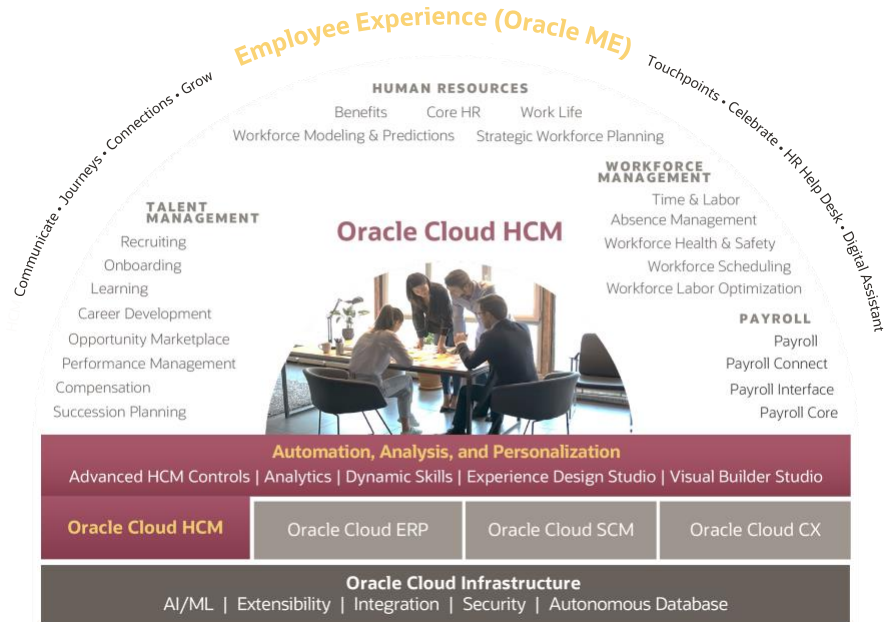 Employee Experience (Oracle ME)
Communicate • Journeys • Connections • Grow
Touchpoints • Celebrate • HR Help Desk • Digital Assistant
HUMAN RESOURCES
Benefits Core HR Work Life
Workforce Modeling & Predictions Strategic Workforce Planning
TALENT
MANAGEMENT
Recruiting
Onboarding
Learning
Career Development
Opportunity Marketplace
Performance Management
Compensation
Succession Planning
Oracle Cloud HCM
WORKFORCE
MANAGEMENT
Time & Labor
Absence Management
Workforce Health & Safety
Workforce Scheduling
Workforce Labor Optimization
PAYROLL
Payroll
Payroll Connect
Payroll Interface
Payroll Core
Automation, Analysis, and Personalization
Advanced HCM Controls | Analytics | Dynamic Skills | Experience Design Studio | Visual Builder Studio
Oracle Cloud HCM
Oracle Cloud ERP
Oracle Cloud SCM
Oracle Cloud CX
Oracle Cloud Infrastructure
AI/ML | Extensibility | Integration | Security | Autonomous Database